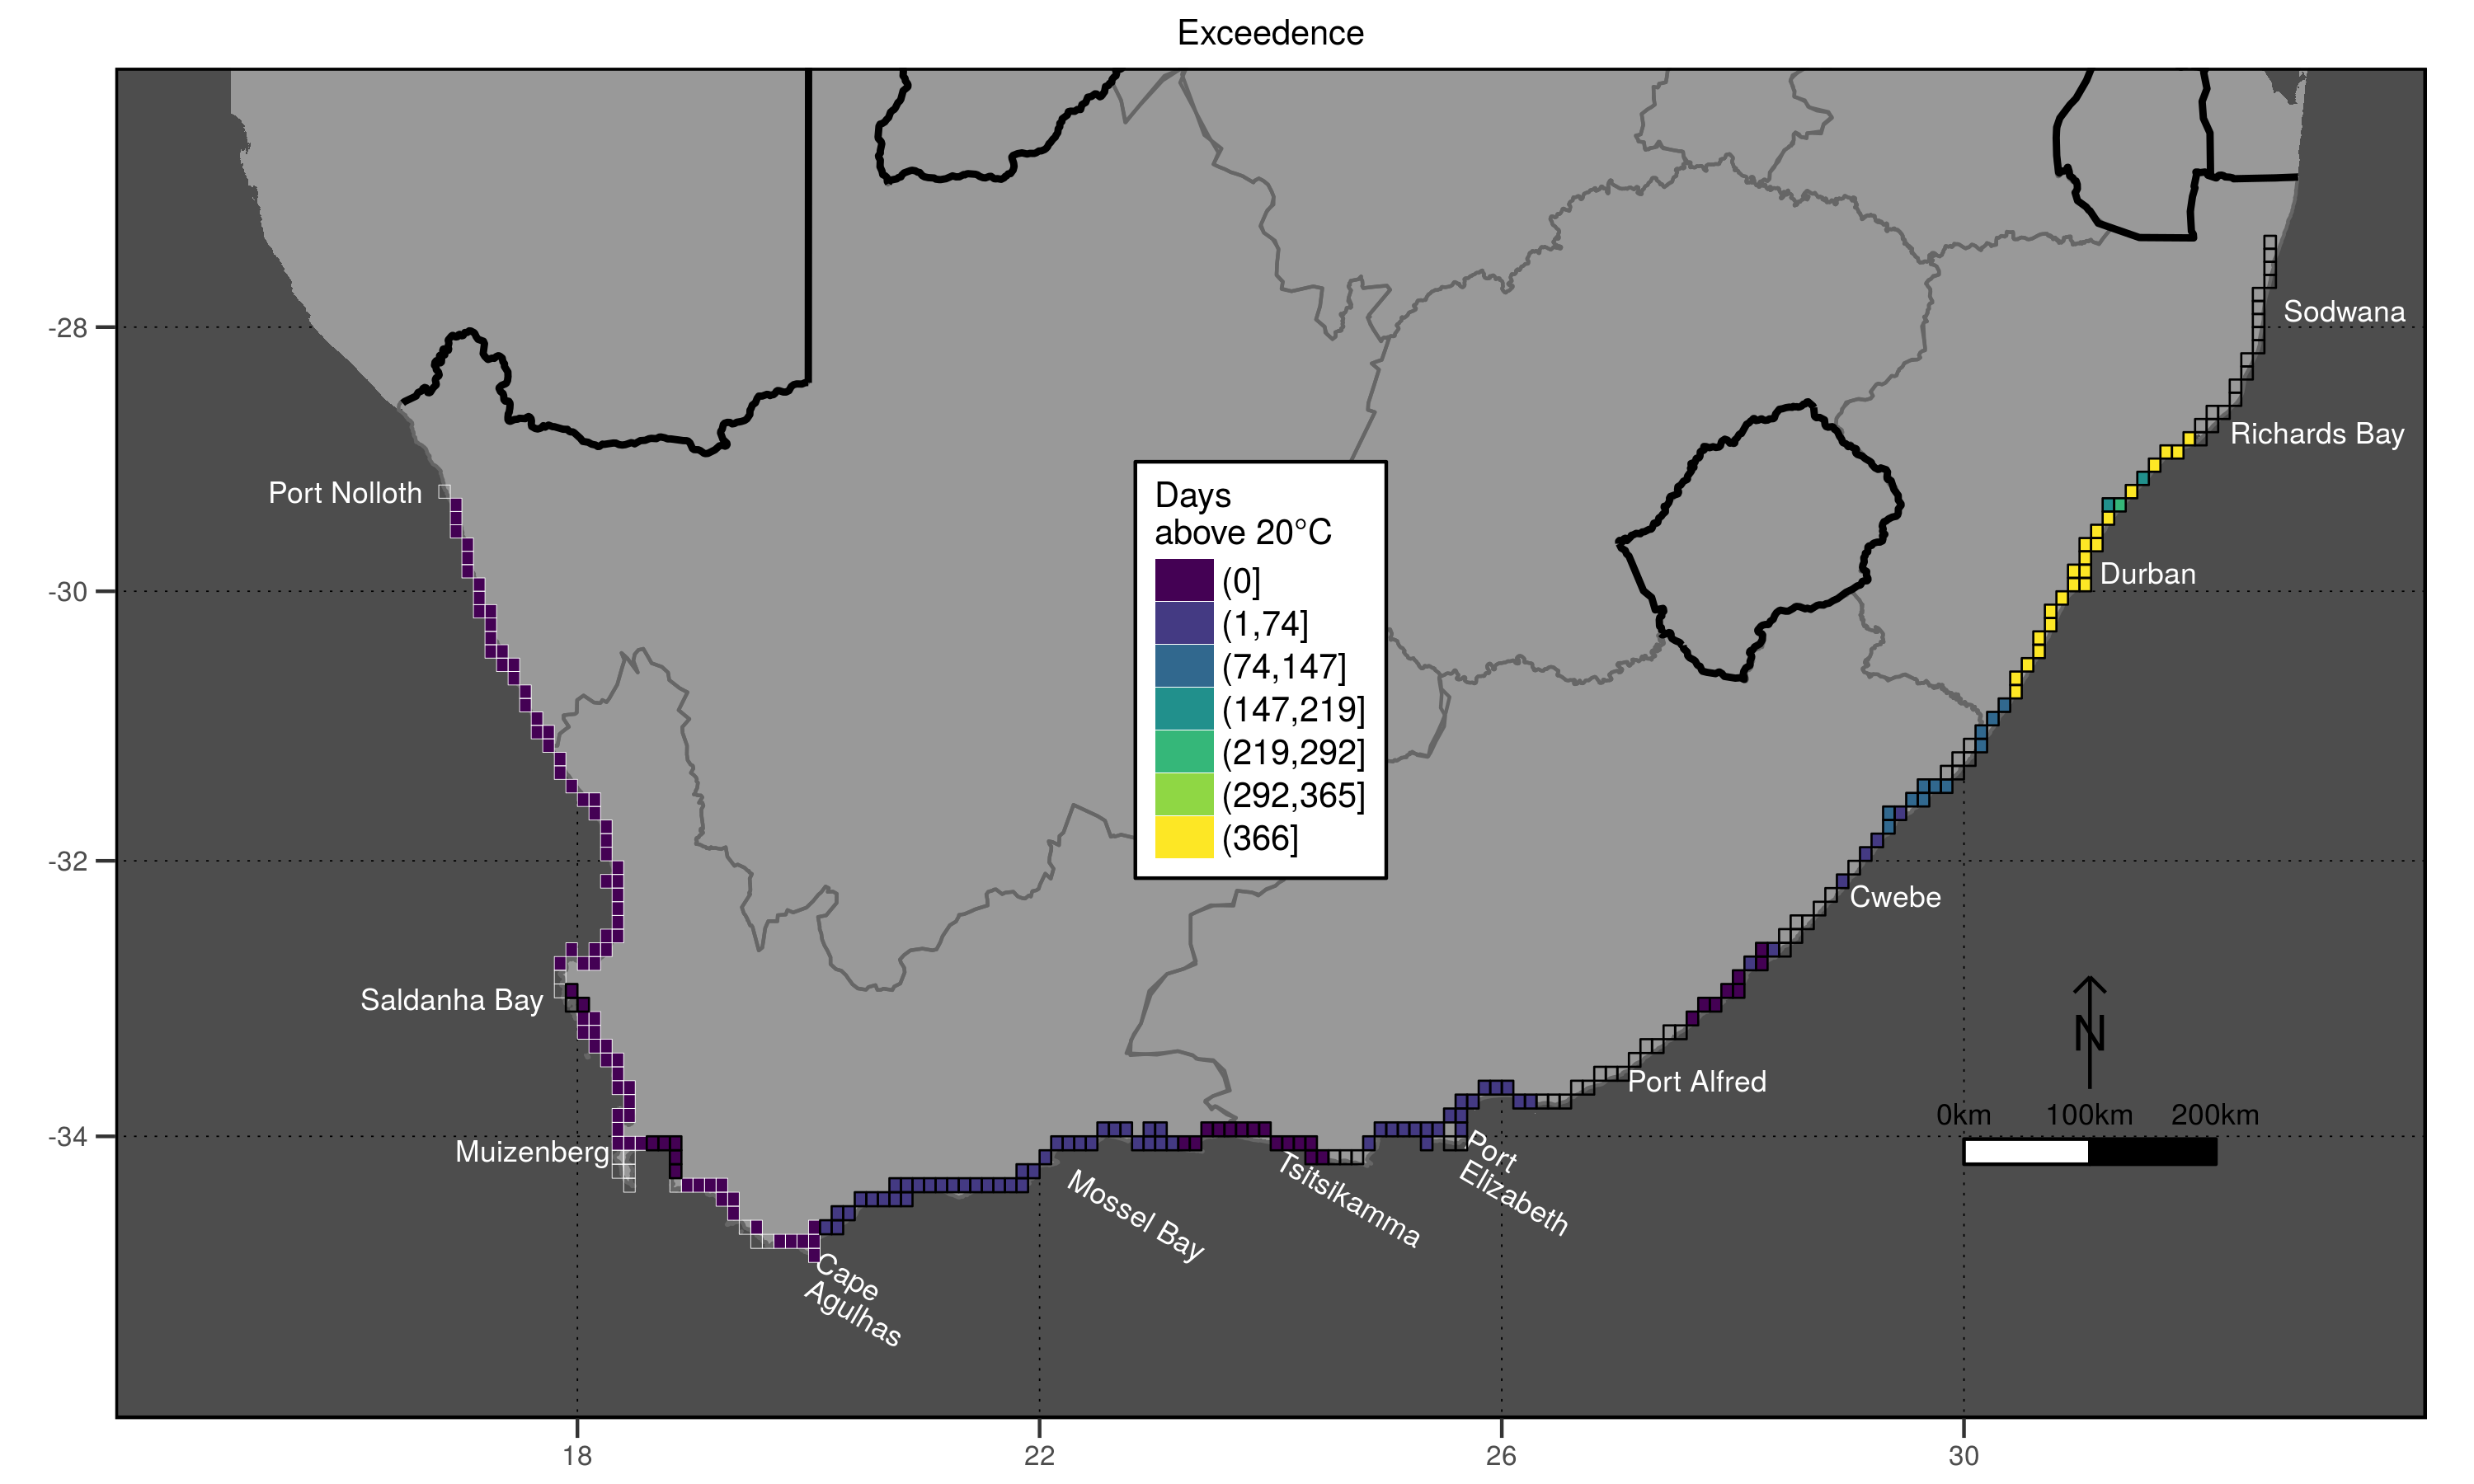 Exceedence
-28
-30
-32
-34
18
22
26
30
Sodwana
Richards Bay
Port Nolloth
Durban
Days
above 20°C
(0]
(1,74]
(74,147]
(147,219]
(219,292]
(292,365]
(366]
Cwebe
Saldanha Bay
N
Port Alfred
0km 100km 200km
Muizenberg
Port
Elizabeth
Tsitsikamma
Mossel Bay
Cape
Agulhas